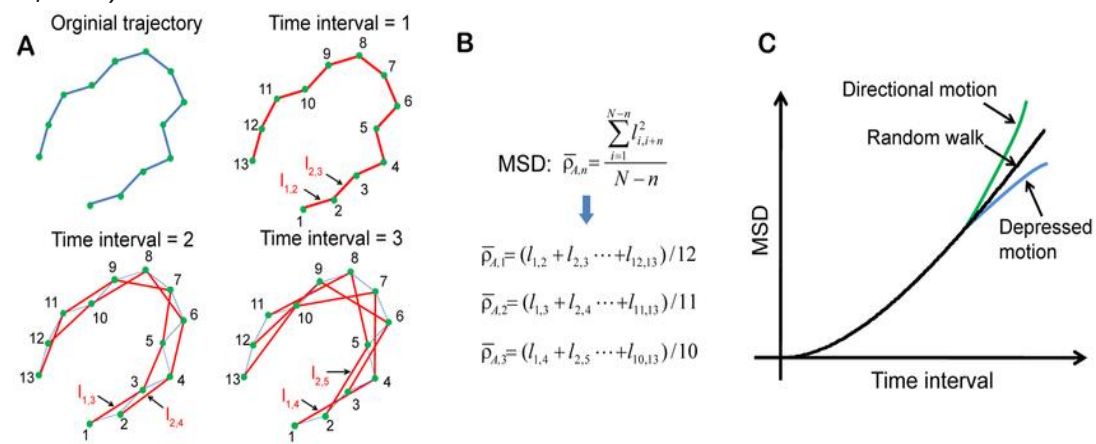 A
Orginial trajectory
Time interval = 1
1
2
3
4
5
6
7
8
9
10
11
12
13
l1,2
l2,3
Time interval = 2
1
2
3
4
5
6
7
8
9
10
11
12
13
l1,3
l2,4
Time interval = 3
1
2
3
4
5
6
7
8
9
10
11
12
13
l1,4
l2,5
B
MSD: ρ̅A,n = ∑(i=1)^(N−n) l²i,i+n / (N − n)
ρ̅A,1= (l1,2 + l2,3 ⋯+l12,13)/12
ρ̅A,2= (l1,3 + l2,4 ⋯+l11,13)/11
ρ̅A,3= (l1,4 + l2,5 ⋯+l10,13)/10
C
Directional motion
Random walk
Depressed
motion
MSD
Time interval